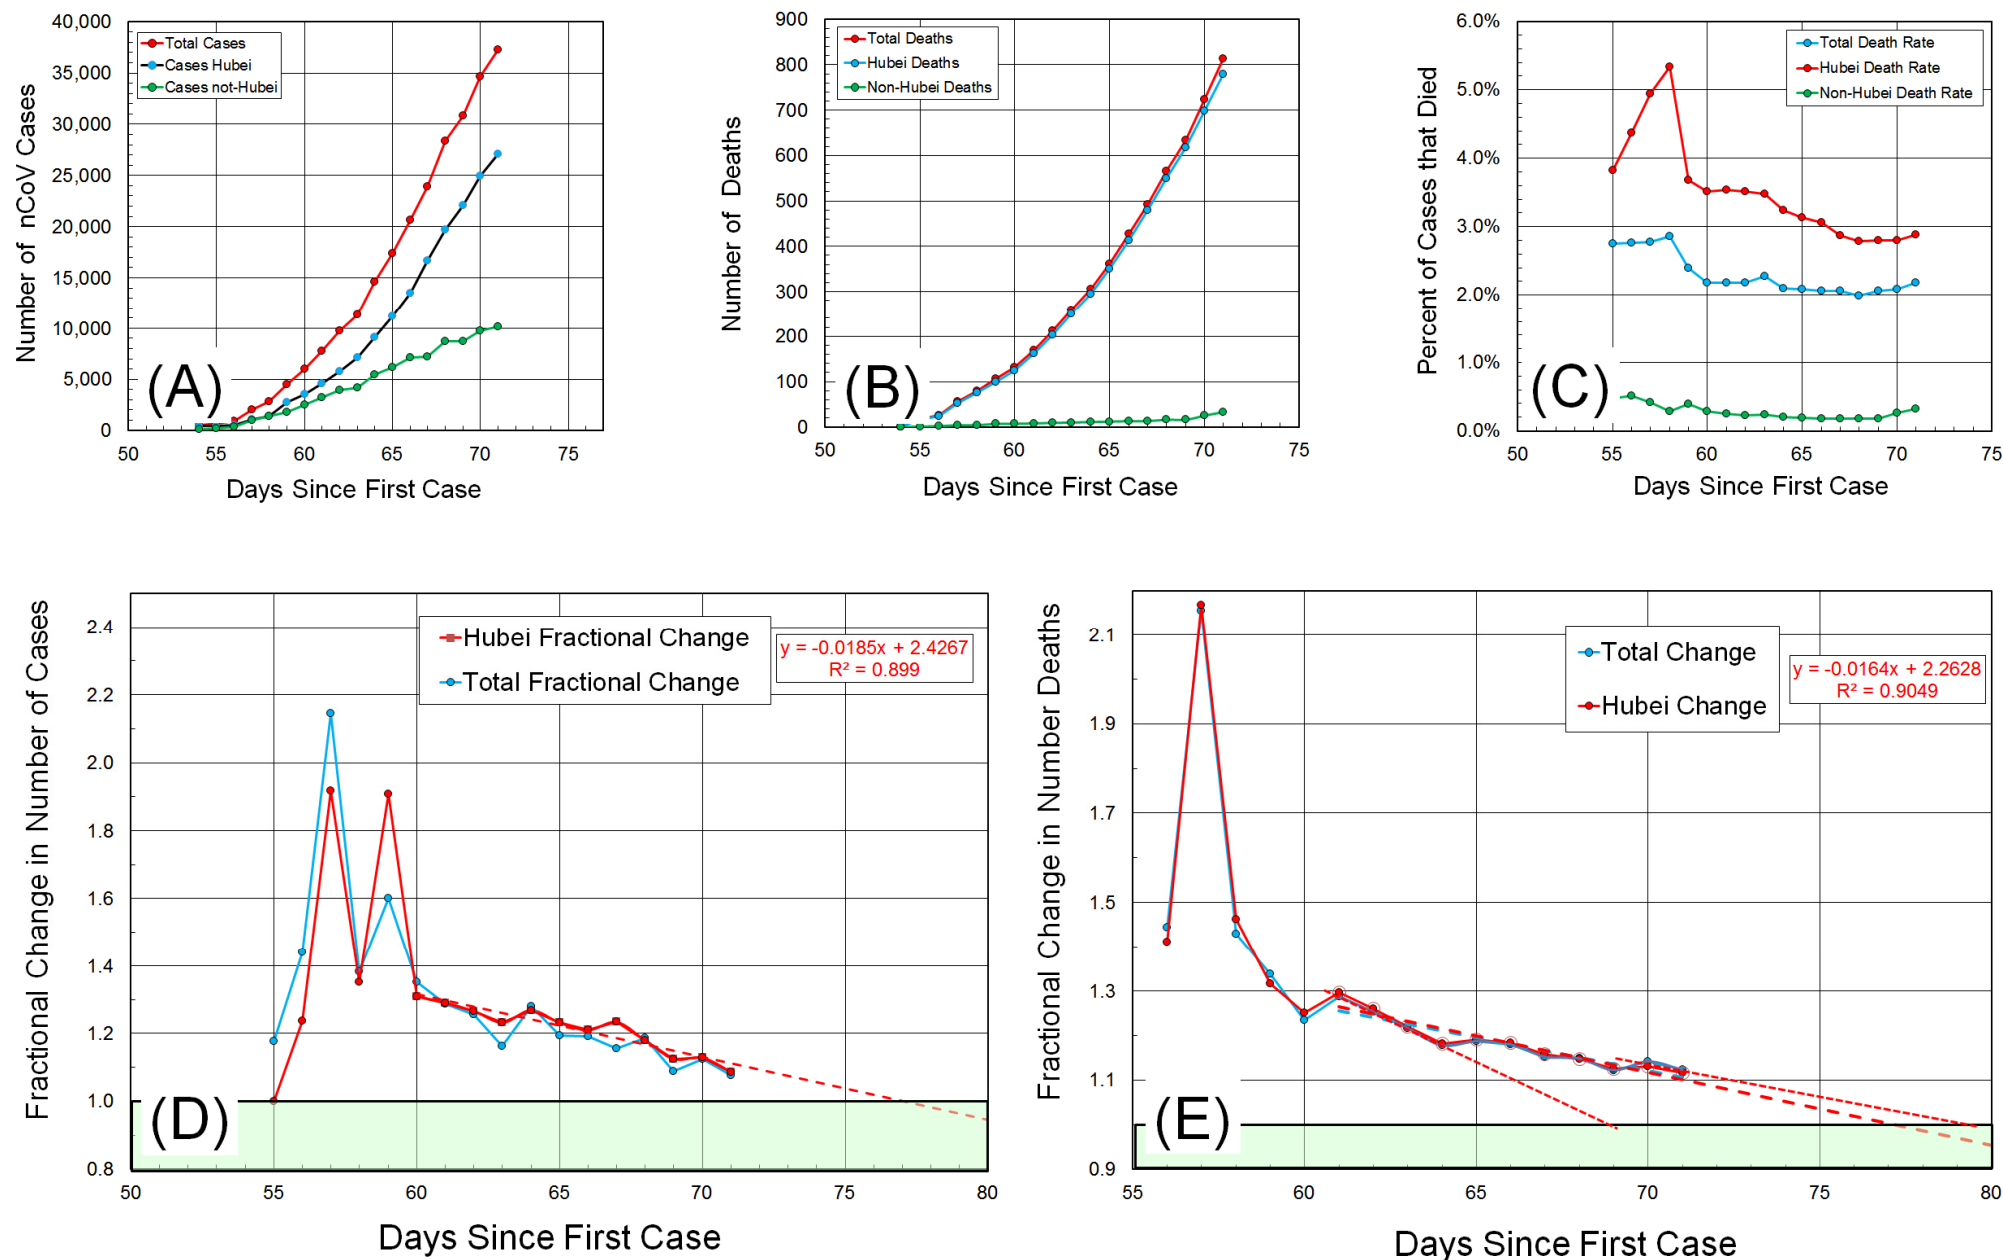 40,000
35,000
30,000
25,000
20,000
15,000
10,000
5,000
0
50
55
60
65
70
75
Number of nCoV Cases
Days Since First Case
Total Cases
Cases Hubei
Cases not-Hubei
(A)
900
800
700
600
500
400
300
200
100
0
50
55
60
65
70
75
Number of Deaths
Days Since First Case
Total Deaths
Hubei Deaths
Non-Hubei Deaths
(B)
6.0%
5.0%
4.0%
3.0%
2.0%
1.0%
0.0%
50
55
60
65
70
75
Percent of Cases that Died
Days Since First Case
Total Death Rate
Hubei Death Rate
Non-Hubei Death Rate
(C)
2.4
2.2
2.0
1.8
1.6
1.4
1.2
1.0
0.8
50
55
60
65
70
75
80
Fractional Change in Number of Cases
Days Since First Case
Hubei Fractional Change
Total Fractional Change
y = -0.0185x + 2.4267
R² = 0.899
(D)
2.1
1.9
1.7
1.5
1.3
1.1
0.9
55
60
65
70
75
80
Fractional Change in Number Deaths
Days Since First Case
Total Change
Hubei Change
y = -0.0164x + 2.2628
R² = 0.9049
(E)